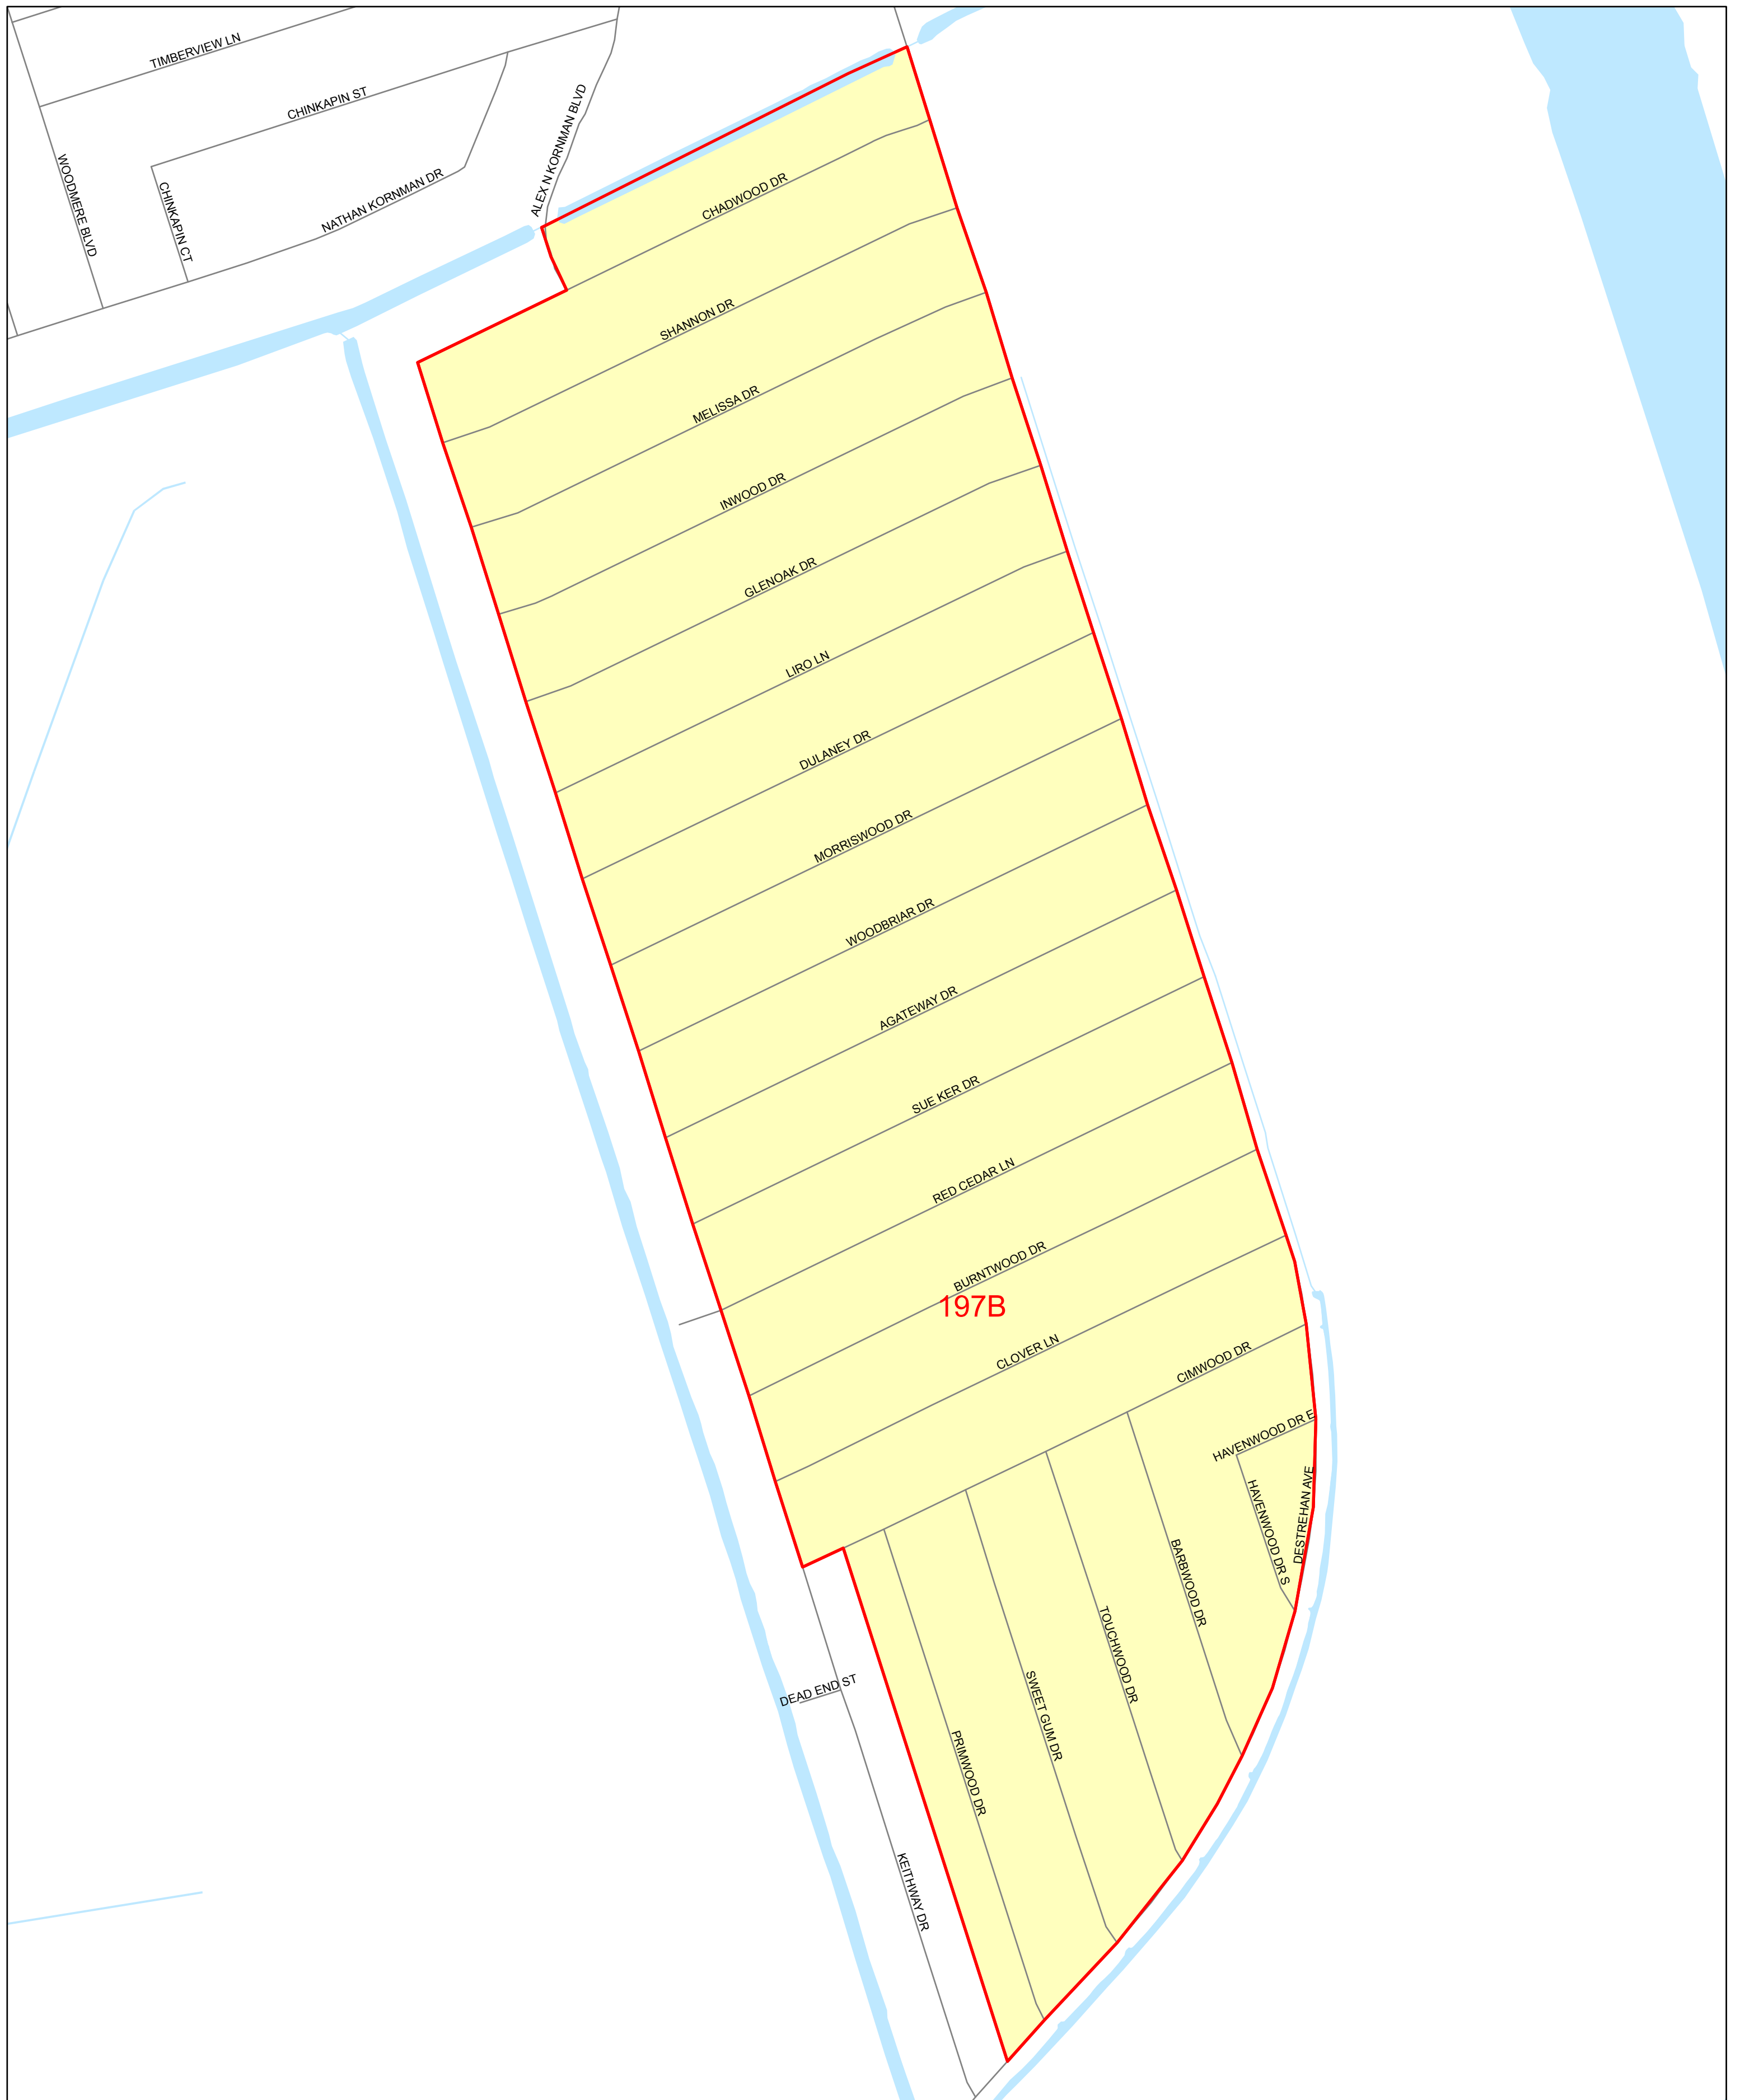 TIMBERVIEW LN
CHINKAPIN ST
ALEX N KORNMAN BLVD
WOODMERE BLVD
CHINKAPIN CT
NATHAN KORNMAN DR
CHADWOOD DR
SHANNON DR
MELISSA DR
INWOOD DR
GLENOAK DR
LIRO LN
DULANEY DR
MORRISWOOD DR
WOODBRIAR DR
AGATEWAY DR
SUE KER DR
RED CEDAR LN
BURNTWOOD DR
197B
CLOVER LN
CIMWOOD DR
HAVENWOOD DR E
HAVENWOOD DR S
DESTREHAN AVE
BARBWOOD DR
TOUCHWOOD DR
SWEET GUM DR
DEAD END ST
PRIMWOOD DR
KEITHWAY DR